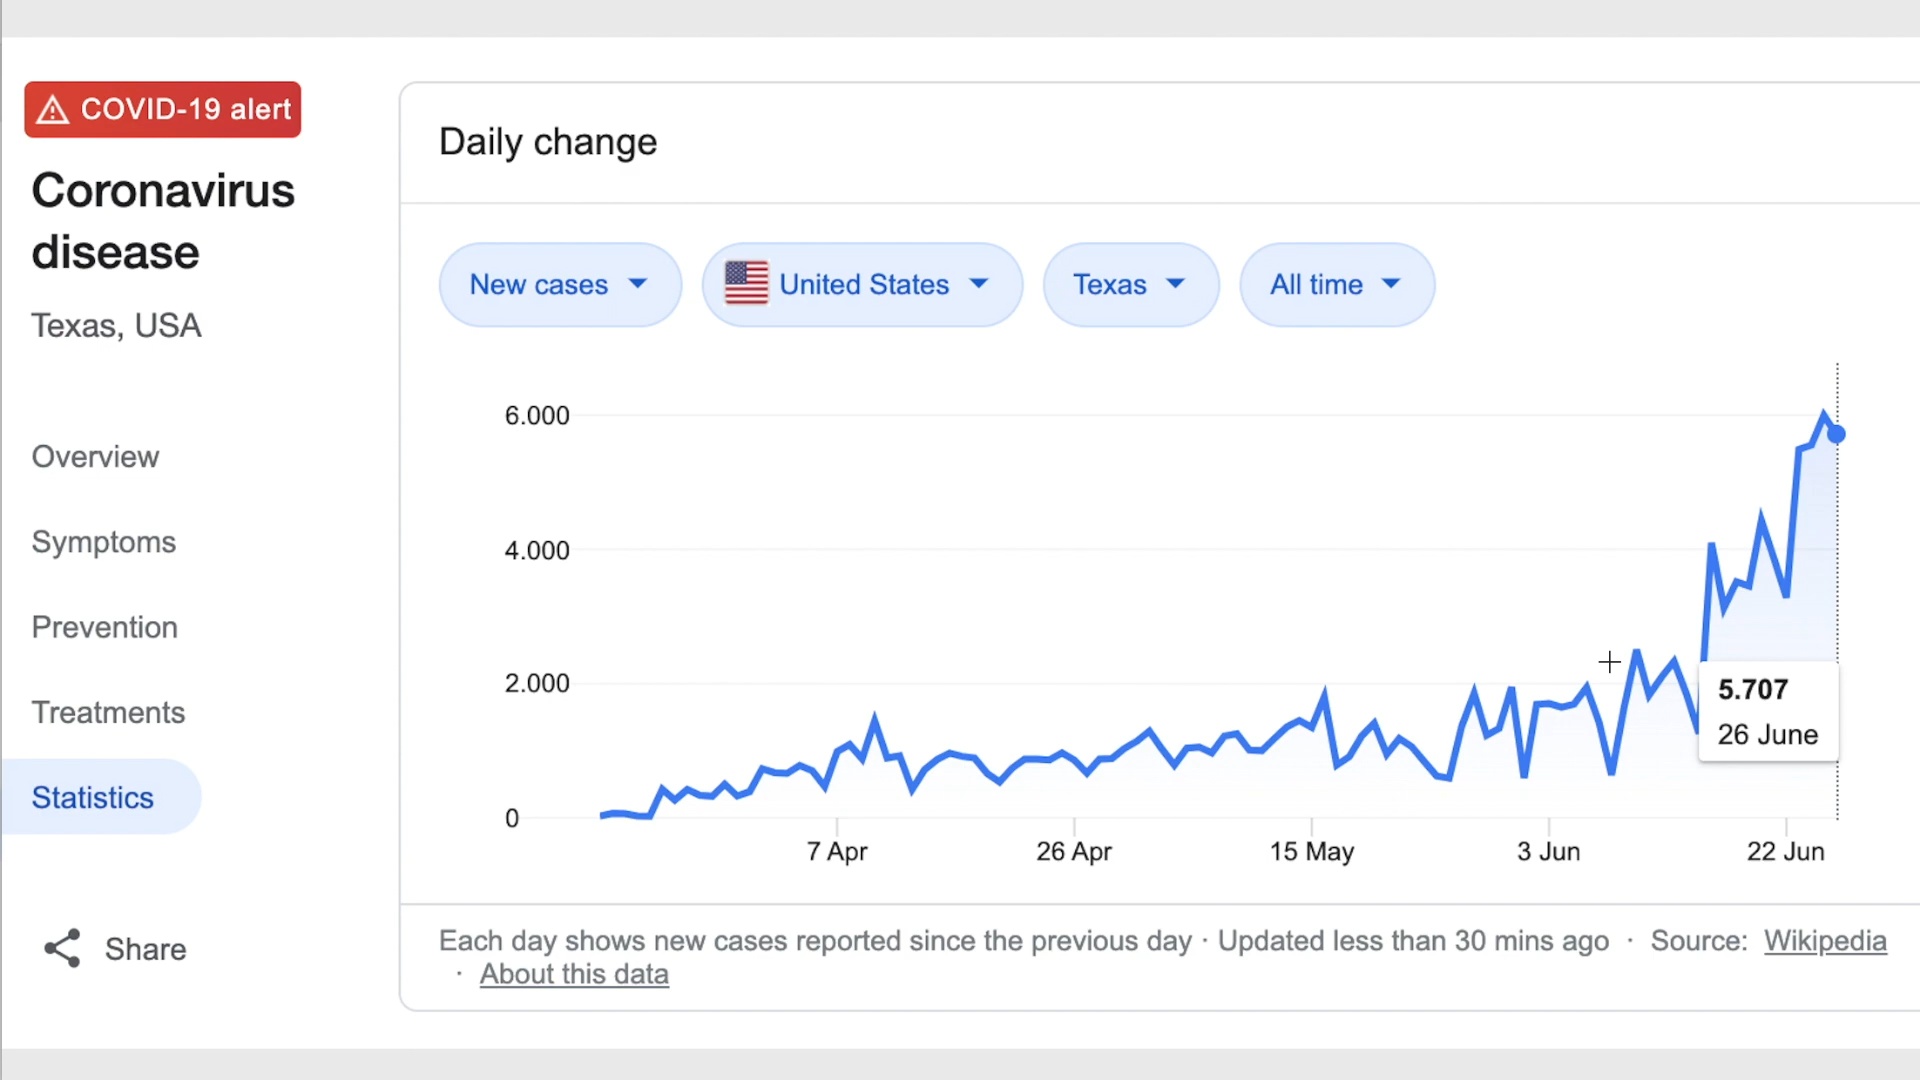 COVID-19 alert
Coronavirus
disease
Texas, USA
Overview
Symptoms
Prevention
Treatments
Statistics
Share
Daily change
New cases
United States
Texas
All time
6.000
4.000
2.000
0
5.707
26 June
7 Apr
26 Apr
15 May
3 Jun
22 Jun
Each day shows new cases reported since the previous day · Updated less than 30 mins ago · Source: Wikipedia
· About this data